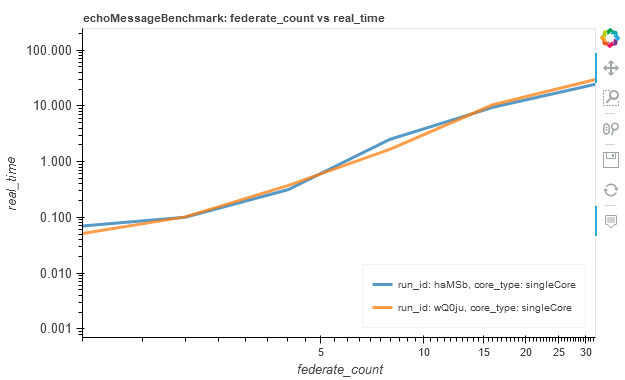 echoMessageBenchmark: federate_count vs real_time
100.000
10.000
1.000
0.100
0.010
0.001
real_time
run_id: haMSb, core_type: singleCore
run_id: wQ0ju, core_type: singleCore
5
10
15
20
25
30
federate_count